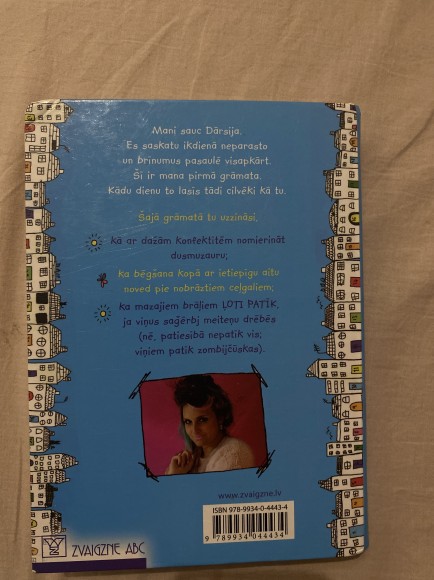 Mani sauc Dārsija.
Es saskatu ikdienā neparasto
un brīnumus pasaulē visapkārt.
Šī ir mana pirmā grāmata.
Kādu dienu to lasīs tādi cilvēki kā tu.
Šajā grāmatā tu uzzināsi,
kā ar dažām konfektītēm nomierināt
dusmuzauru;
ka bēgšana kopā ar ietiepīgu aitu
noved pie nobrāztiem ceļgaliem;
ka mazajiem brāļiem ĻOTI PATĪK,
ja viņus saģērbj meiteņu drēbēs
(nē, patiesībā nepatīk vis;
viņiem patīk zombijčūskas).
www.zvaigzne.lv
ISBN 978-9934-0-4443-4
9 789934 044434
ZVAIGZNE ABC